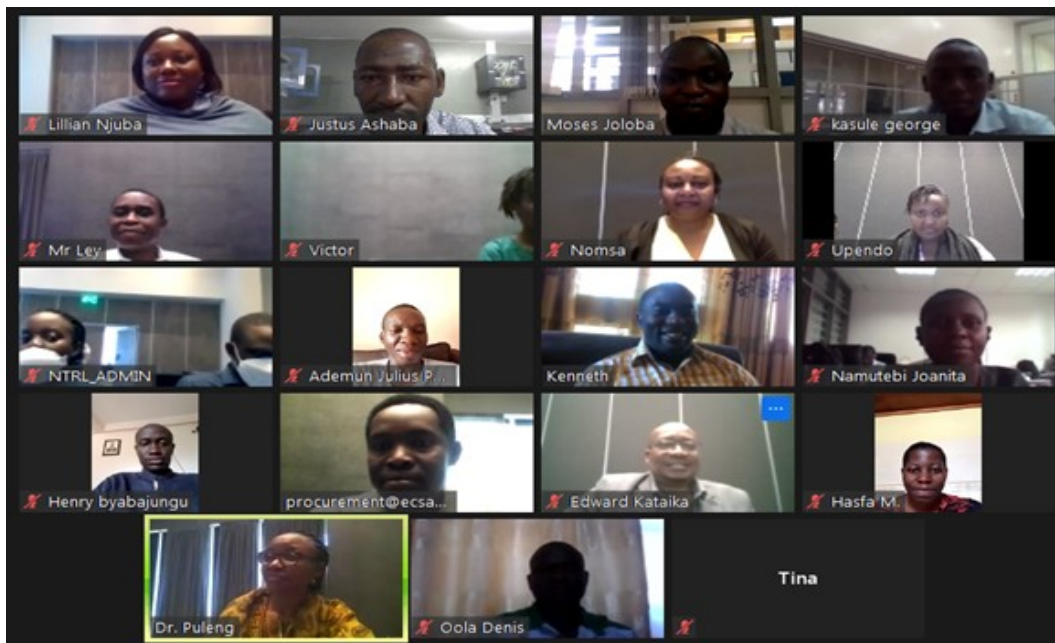 Lillian Njuba
Justus Ashaba
Moses Joloba
kasule george
Mr Ley
Victor
Nomsa
Upendo
NTRL_ADMIN
Ademun Julius P...
Kenneth
Namutebi Joanita
Henry byabajungu
procurement@ecsa...
Edward Kataika
Hasfa M.
Dr. Puleng
Oola Denis
Tina